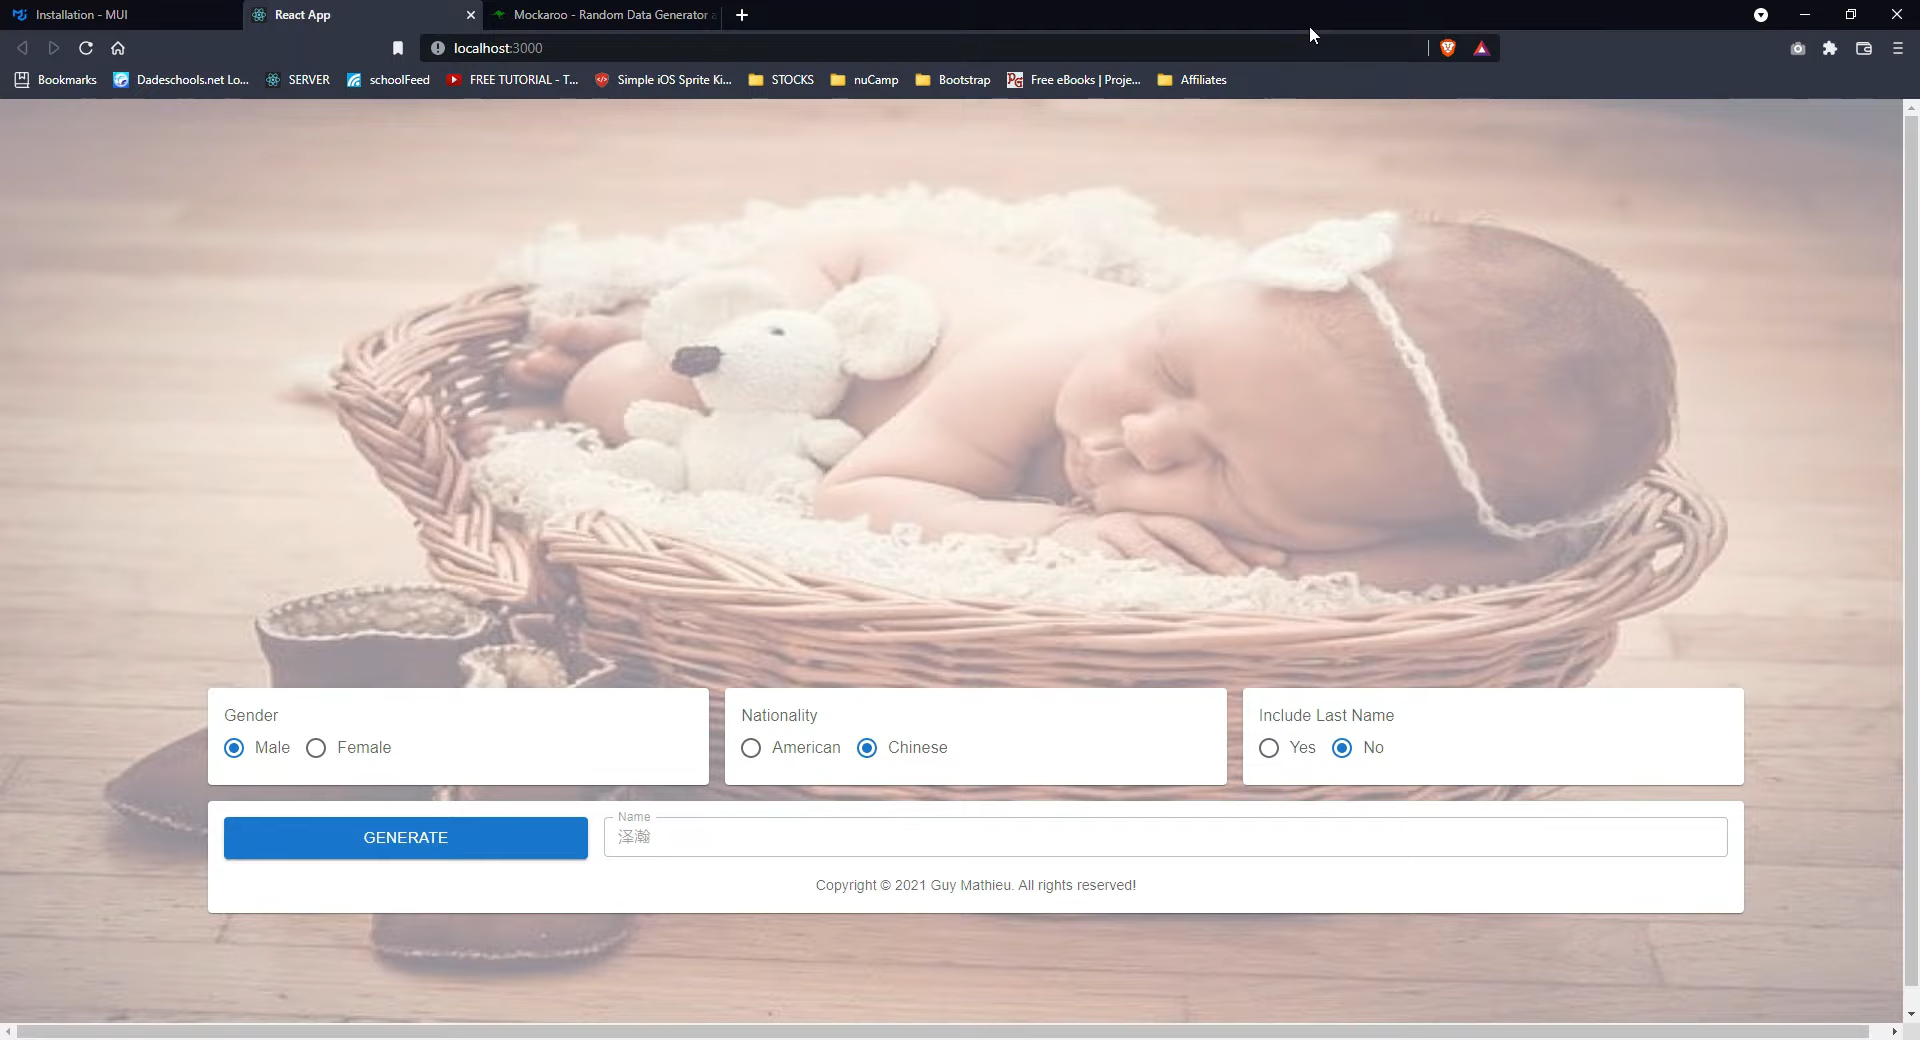 Installation - MUI
React App
Mockaroo - Random Data Generator a
localhost:3000
Bookmarks
Dadeschools.net Lo...
SERVER
schoolFeed
FREE TUTORIAL - T...
Simple iOS Sprite Ki...
STOCKS
nuCamp
Bootstrap
Free eBooks | Proje...
Affiliates
Gender
Male
Female
Nationality
American
Chinese
Include Last Name
Yes
No
GENERATE
Name
泽瀚
Copyright © 2021 Guy Mathieu. All rights reserved!